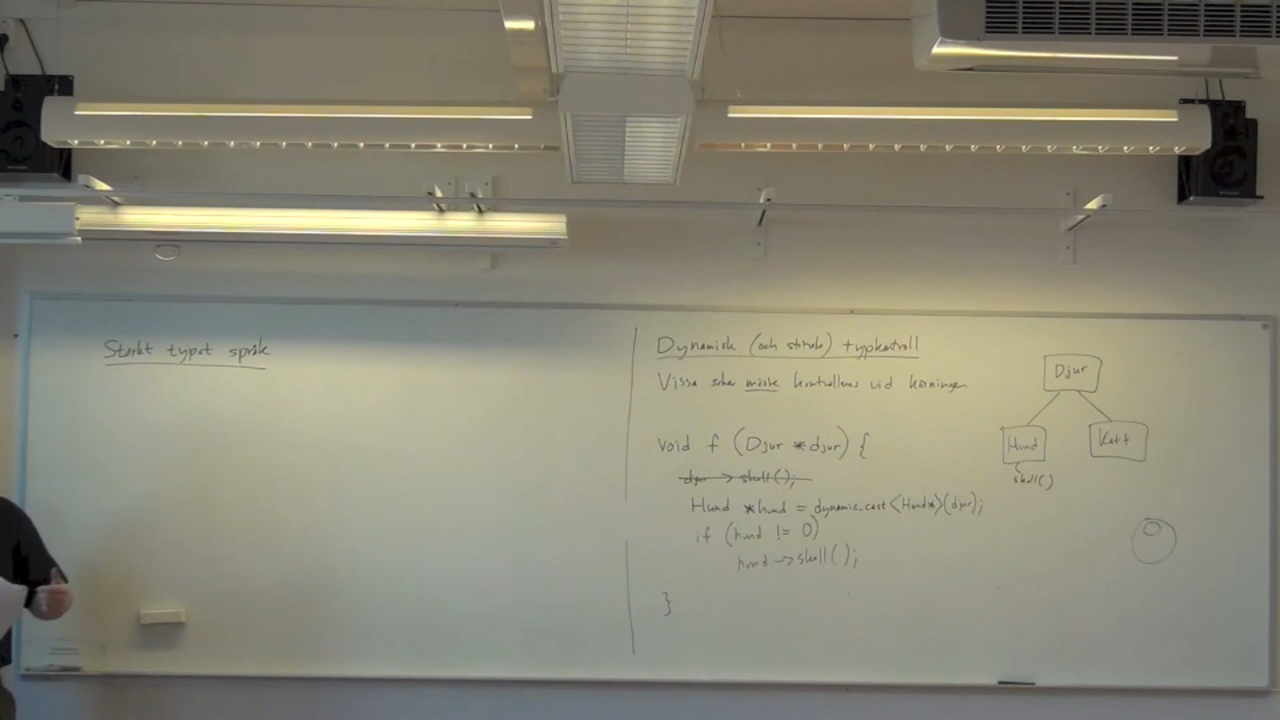 Starkt typat språk
Dynamisk (och statisk) typkontroll
Vissa saker måste kontrolleras vid körningen
void f (Djur *djur) {
djur -> skall();
Hund *hund = dynamic_cast<Hund*>(djur);
if (hund != 0)
hund -> skall();
}
Djur
Hund
Katt
skall()